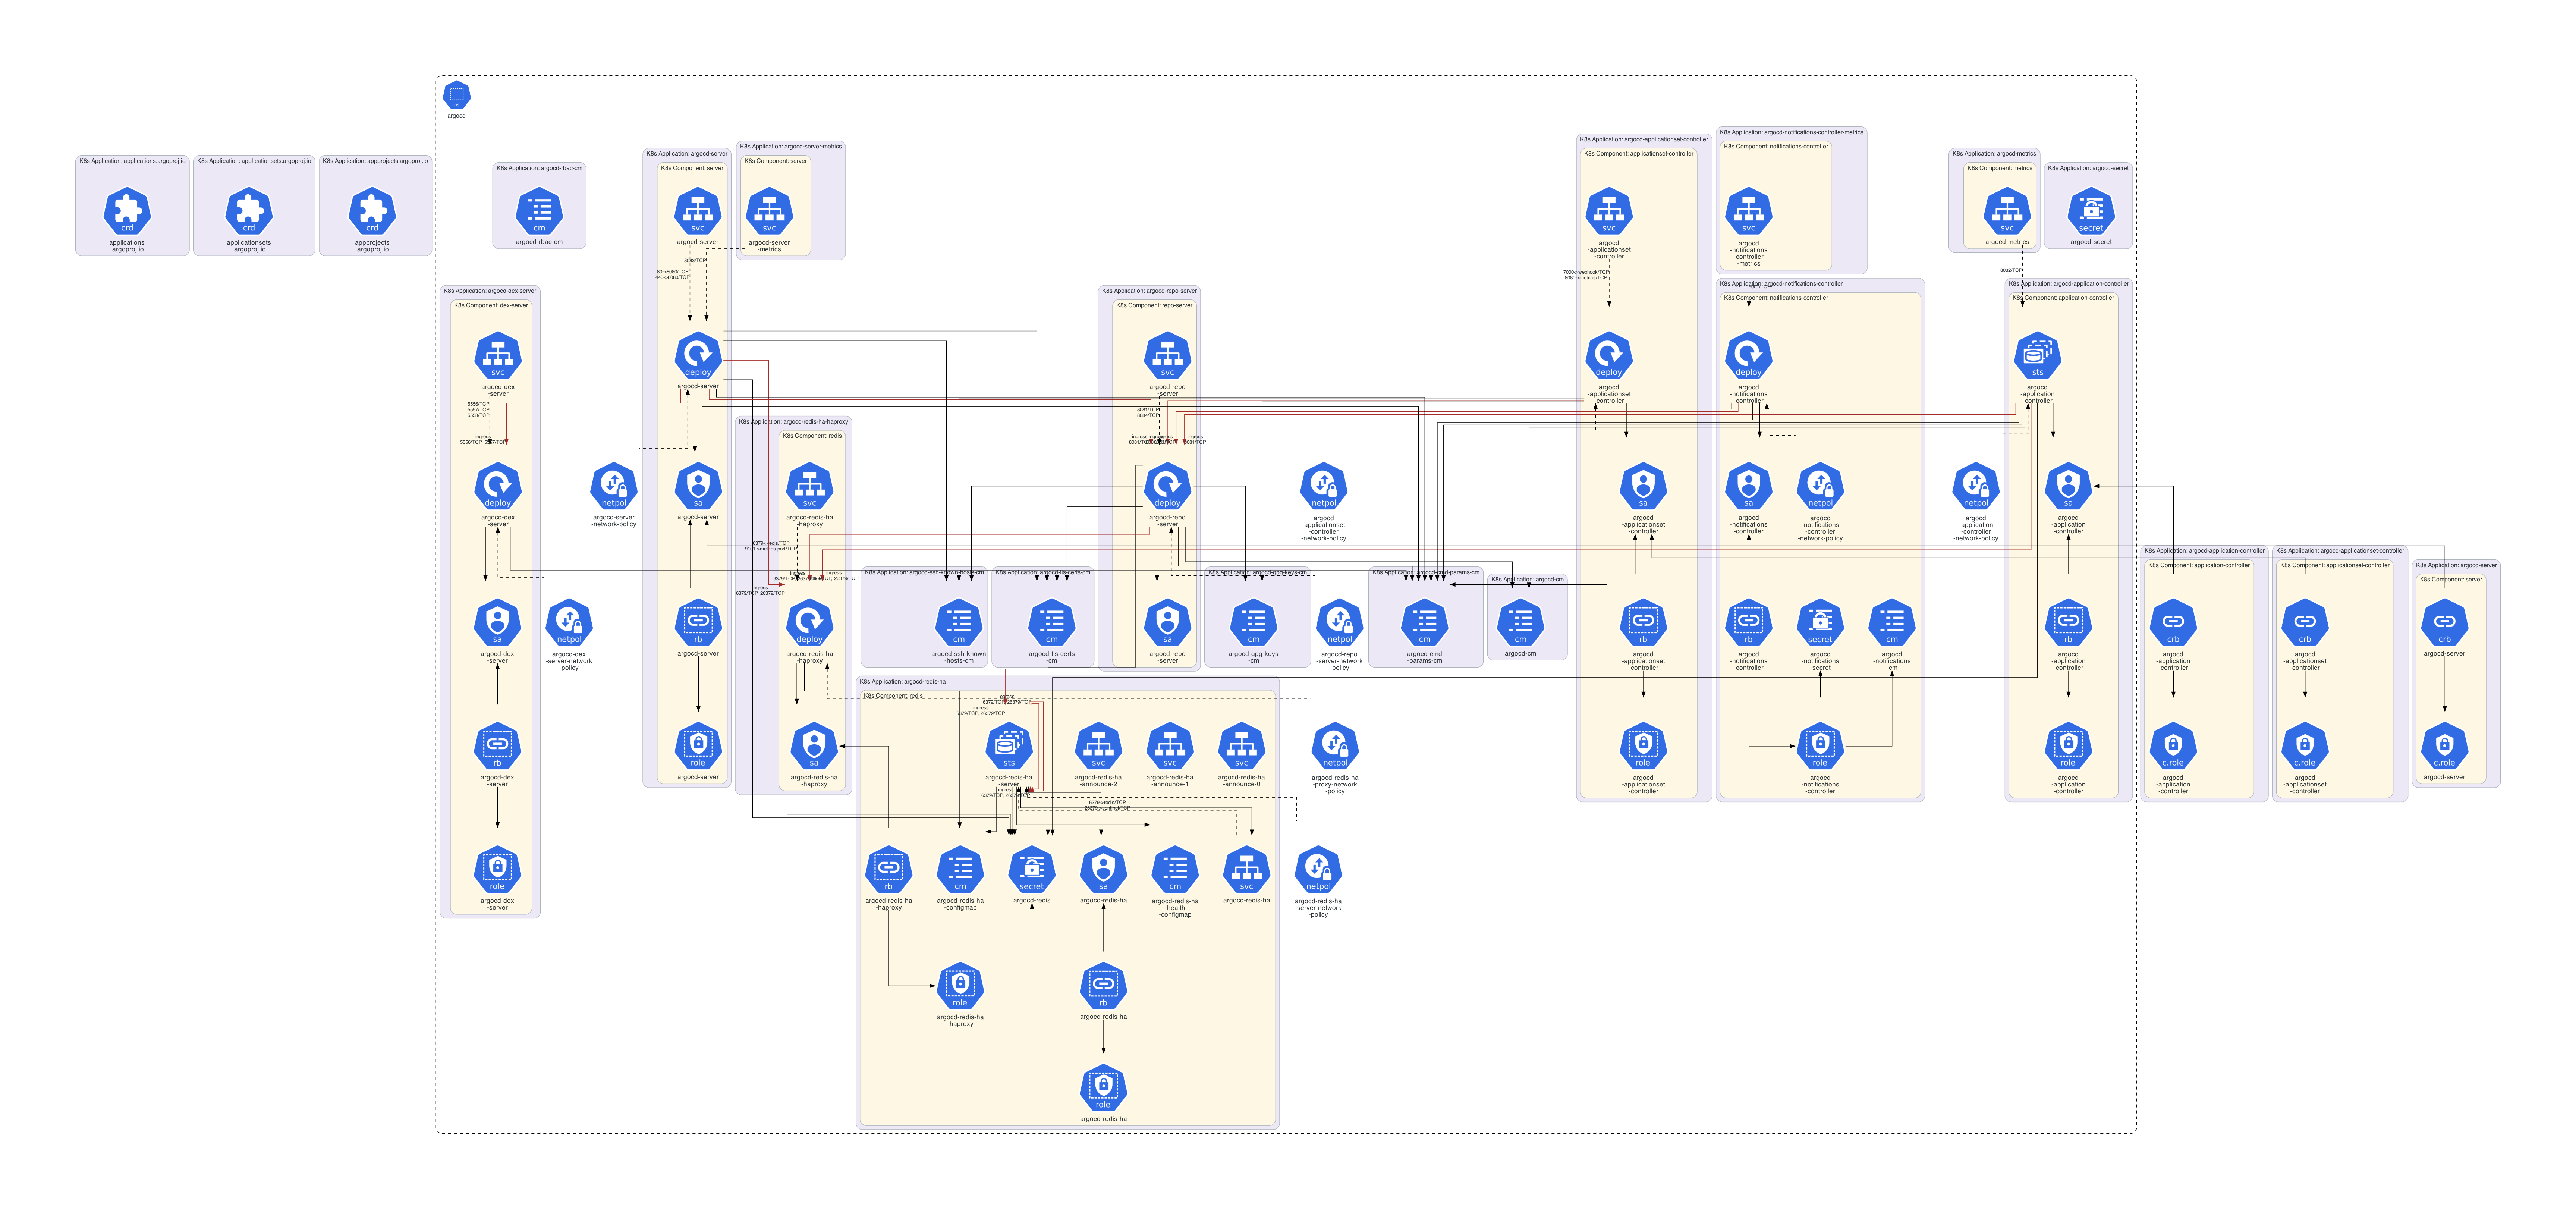 ns
argocd
K8s Application: applications.argoproj.io
crd
applications
.argoproj.io
K8s Application: applicationsets.argoproj.io
crd
applicationsets
.argoproj.io
K8s Application: appprojects.argoproj.io
crd
appprojects
.argoproj.io
K8s Application: argocd-rbac-cm
cm
argocd-rbac-cm
K8s Application: argocd-server
K8s Component: server
svc
argocd-server
80->8080/TCP
443->8080/TCP
K8s Application: argocd-server-metrics
K8s Component: server
svc
argocd-server
-metrics
deploy
argocd-server
sa
argocd-server
rb
argocd-server
role
argocd-server
K8s Application: argocd-applicationset-controller
K8s Component: applicationset-controller
svc
argocd
-applicationset
-controller
7000->webhook/TCP
8080->metrics/TCP
deploy
argocd
-applicationset
-controller
sa
argocd
-applicationset
-controller
rb
argocd
-applicationset
-controller
role
argocd
-applicationset
-controller
K8s Application: argocd-notifications-controller-metrics
K8s Component: notifications-controller
svc
argocd
-notifications
-controller
-metrics
K8s Application: argocd-notifications-controller
K8s Component: notifications-controller
deploy
argocd
-notifications
-controller
sa
argocd
-notifications
-controller
netpol
argocd
-notifications
-controller
-network-policy
rb
argocd
-notifications
-controller
secret
argocd
-notifications
-secret
cm
argocd
-notifications
-cm
role
argocd
-notifications
-controller
K8s Application: argocd-metrics
K8s Component: metrics
svc
argocd-metrics
8082/TCP
K8s Application: argocd-secret
secret
argocd-secret
K8s Application: argocd-application-controller
K8s Component: application-controller
sts
argocd
-application
-controller
netpol
argocd
-application
-controller
-network-policy
sa
argocd
-application
-controller
rb
argocd
-application
-controller
role
argocd
-application
-controller
K8s Application: argocd-dex-server
K8s Component: dex-server
svc
argocd-dex
-server
5556/TCP
5557/TCP
5558/TCP
ingress
5556/TCP, 5557/TCP
deploy
argocd-dex
-server
sa
argocd-dex
-server
rb
argocd-dex
-server
role
argocd-dex
-server
netpol
argocd-server
-network-policy
netpol
argocd-dex
-server-network
-policy
K8s Application: argocd-redis-ha-haproxy
K8s Component: redis
svc
argocd-redis-ha
-haproxy
6379->redis/TCP
9101->metrics-port/TCP
ingress
6379/TCP, 26379/TCP
deploy
argocd-redis-ha
-haproxy
sa
argocd-redis-ha
-haproxy
K8s Application: argocd-repo-server
K8s Component: repo-server
svc
argocd-repo
-server
8081/TCP
8084/TCP
ingress
8081/TCP
deploy
argocd-repo
-server
sa
argocd-repo
-server
netpol
argocd
-applicationset
-controller
-network-policy
K8s Application: argocd-ssh-known-hosts-cm
cm
argocd-ssh-known
-hosts-cm
K8s Application: argocd-tls-certs-cm
cm
argocd-tls-certs
-cm
K8s Application: argocd-gpg-keys-cm
cm
argocd-gpg-keys
-cm
netpol
argocd-repo
-server-network
-policy
K8s Application: argocd-cmd-params-cm
cm
argocd-cmd
-params-cm
K8s Application: argocd-cm
cm
argocd-cm
K8s Application: argocd-redis-ha
K8s Component: redis
ingress
6379/TCP, 26379/TCP
ingress
6379/TCP, 26379/TCP
sts
argocd-redis-ha
-server
svc
argocd-redis-ha
-announce-2
svc
argocd-redis-ha
-announce-1
svc
argocd-redis-ha
-announce-0
netpol
argocd-redis-ha
-proxy-network
-policy
ingress
6379/TCP, 26379/TCP
6379->redis/TCP
rb
argocd-redis-ha
-haproxy
cm
argocd-redis-ha
-configmap
secret
argocd-redis
sa
argocd-redis-ha
cm
argocd-redis-ha
-health
-configmap
svc
argocd-redis-ha
netpol
argocd-redis-ha
-server-network
-policy
role
argocd-redis-ha
-haproxy
rb
argocd-redis-ha
role
argocd-redis-ha
K8s Application: argocd-application-controller
K8s Component: application-controller
crb
argocd
-application
-controller
c.role
argocd
-application
-controller
K8s Application: argocd-applicationset-controller
K8s Component: applicationset-controller
crb
argocd
-applicationset
-controller
c.role
argocd
-applicationset
-controller
K8s Application: argocd-server
K8s Component: server
crb
argocd-server
c.role
argocd-server